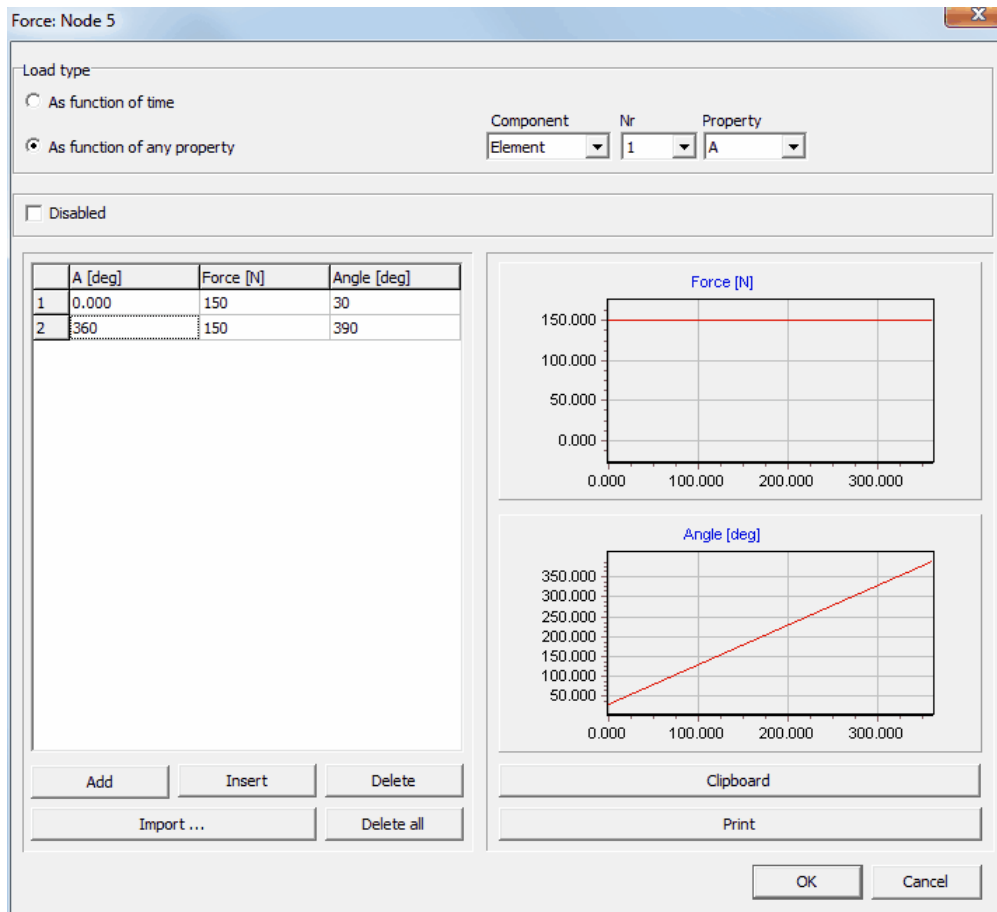 Force: Node 5
X
Load type
As function of time
As function of any property
Component Nr Property
Element 1 A
Disabled
A [deg] Force [N] Angle [deg]
1 0.000 150 30
2 360 150 390
Force [N]
150.000
100.000
50.000
0.000
0.000 100.000 200.000 300.000
Angle [deg]
350.000
300.000
250.000
200.000
150.000
100.000
50.000
0.000 100.000 200.000 300.000
Add Insert Delete
Import ... Delete all
Clipboard
Print
OK Cancel